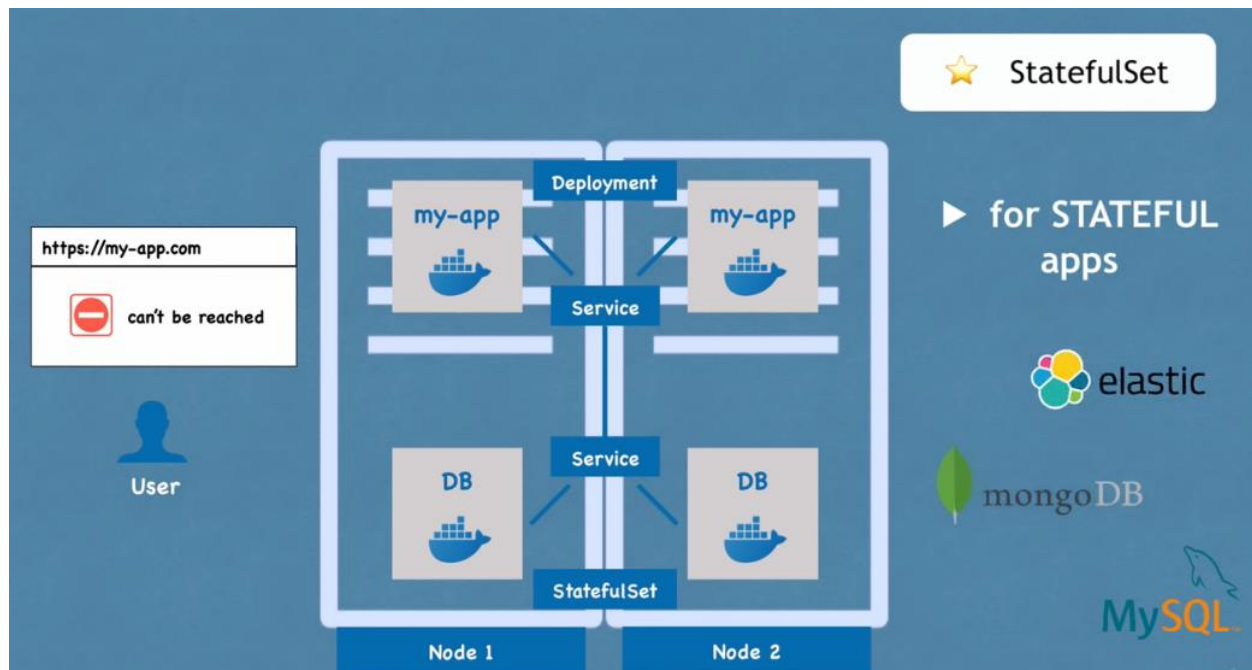 StatefulSet
Deployment
my-app
my-app
for STATEFUL
apps
https://my-app.com
can't be reached
Service
elastic
Service
DB
DB
User
mongoDB
StatefulSet
MySQL
Node 1
Node 2